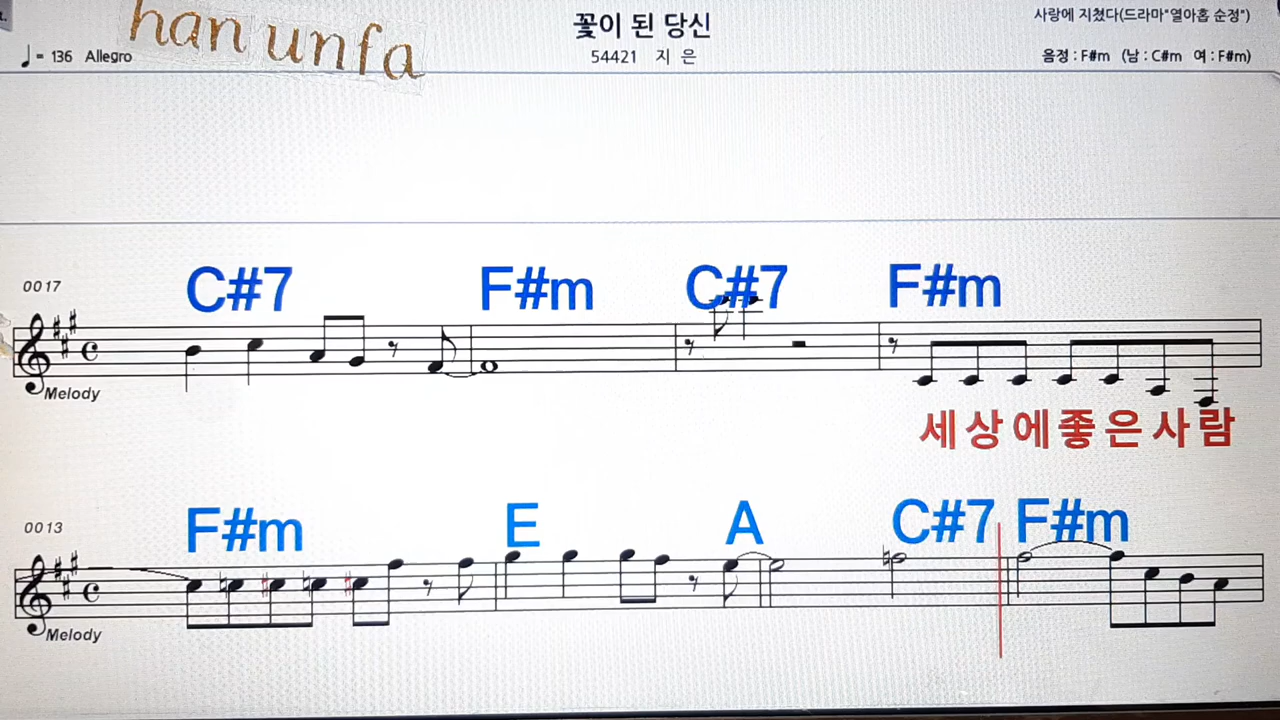 han unfa
꽃이 된 당신
사랑에 지쳤다(드라마"열아홉 순정")
♩= 136 Allegro
54421 지 은
음정 : F#m (남 : C#m 여 : F#m)
0017
C#7 F#m C#7 F#m
Melody
세 상 에 좋 은 사 람
0013
F#m E A C#7 F#m
Melody